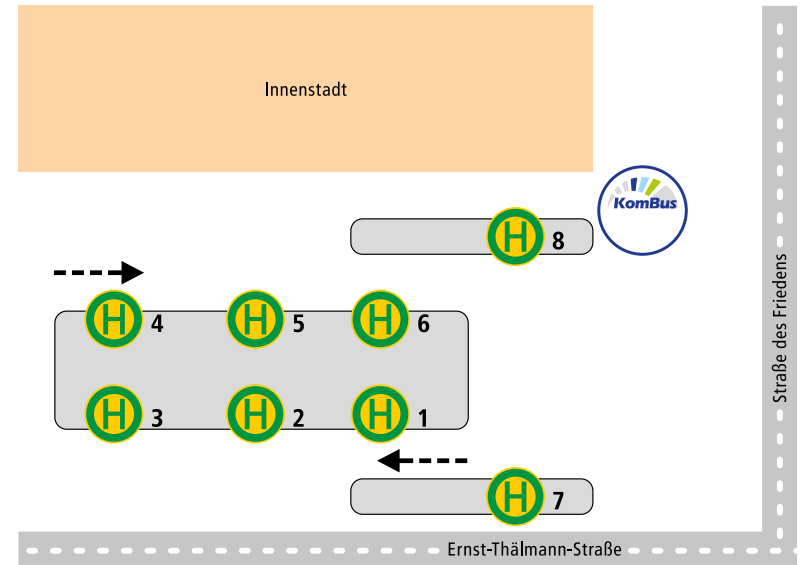 Innenstadt
KomBus
H 8
H 4 H 5 H 6
H 3 H 2 H 1
H 7
Straße des Friedens
Ernst-Thälmann-Straße